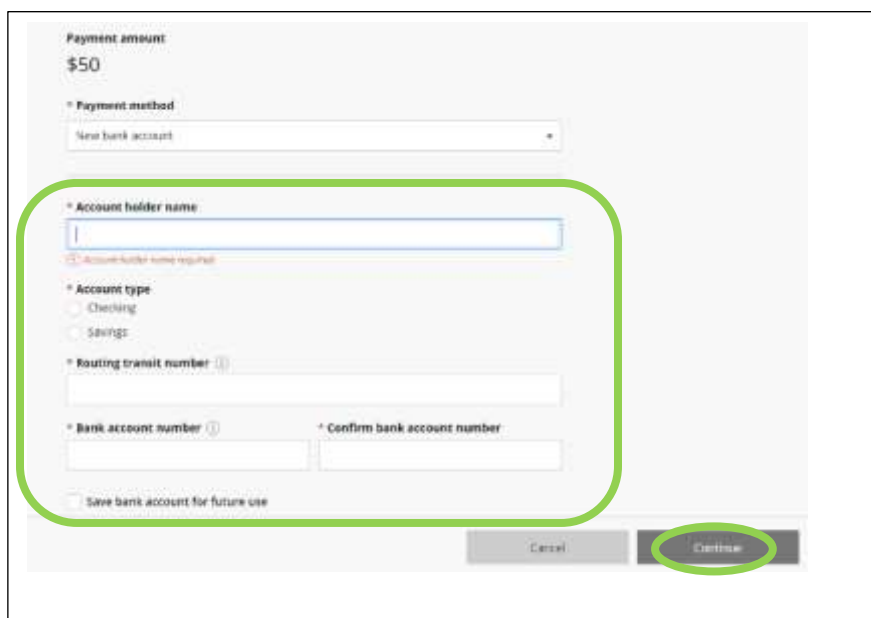 Payment amount
$50
* Payment method
New bank account
* Account holder name
Account holder name required
* Account type
Checking
Savings
* Routing transit number
* Bank account number * Confirm bank account number
Save bank account for future use
Cancel Continue